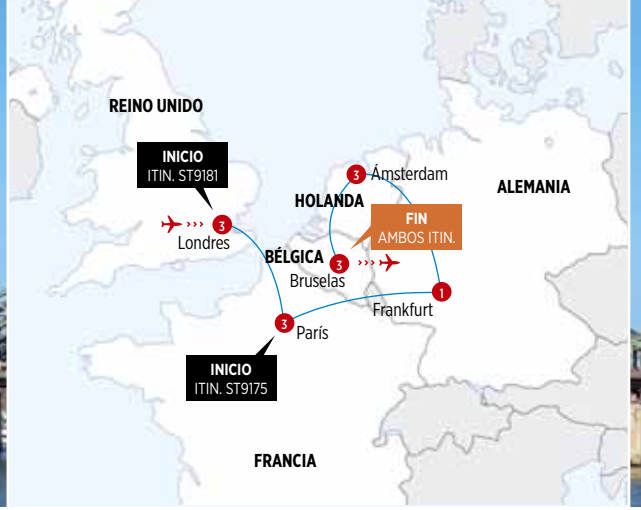 REINO UNIDO
INICIO
ITIN. ST9181
3
Londres
3
Ámsterdam
HOLANDA
ALEMANIA
FIN
AMBOS ITIN.
BÉLGICA
3
Bruselas
1
Frankfurt
3
París
INICIO
ITIN. ST9175
FRANCIA